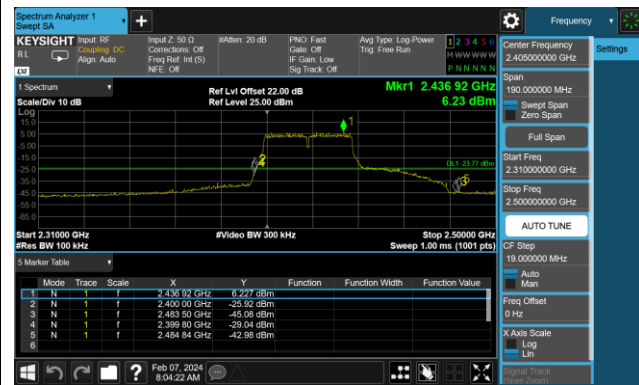 Spectrum Analyzer 1
Swept SA
+
Frequency
KEYSIGHT
RL
LXI
Input: RF
Coupling: DC
Align: Auto
Input Z: 50 Ω
Corrections: Off
Freq Ref: Int (S)
NFE: Off
#Atten: 20 dB
PNO: Fast
Gate: Off
IF Gain: Low
Sig Track: Off
Avg Type: Log-Power
Trig: Free Run
1 2 3 4 5 6
M W W W W W
P N N N N N
1 Spectrum
Scale/Div 10 dB
Log
Ref Lvl Offset 22.00 dB
Ref Level 25.00 dBm
Mkr1 2.436 92 GHz
6.23 dBm
15.0
5.00
-5.00
-15.0
-25.0
-35.0
-45.0
-55.0
-65.0
1
DL1 -23.77 dBm
Start 2.31000 GHz
#Res BW 100 kHz
#Video BW 300 kHz
Stop 2.50000 GHz
Sweep 1.00 ms (1001 pts)
5 Marker Table
Mode Trace Scale X Y Function Function Width Function Value
1 N 1 f 2.436 92 GHz 6.227 dBm
2 N 1 f 2.400 00 GHz -25.92 dBm
3 N 1 f 2.483 50 GHz -45.08 dBm
4 N 1 f 2.399 80 GHz -29.04 dBm
5 N 1 f 2.484 84 GHz -42.98 dBm
6
Feb 07, 2024
8:04:22 AM
?
Center Frequency
2.405000000 GHz
Settings
Span
190.000000 MHz
Swept Span
Zero Span
Full Span
Start Freq
2.310000000 GHz
Stop Freq
2.500000000 GHz
AUTO TUNE
CF Step
19.000000 MHz
Auto
Man
Freq Offset
0 Hz
X Axis Scale
Log
Lin
Signal Track
(Span Zoom)